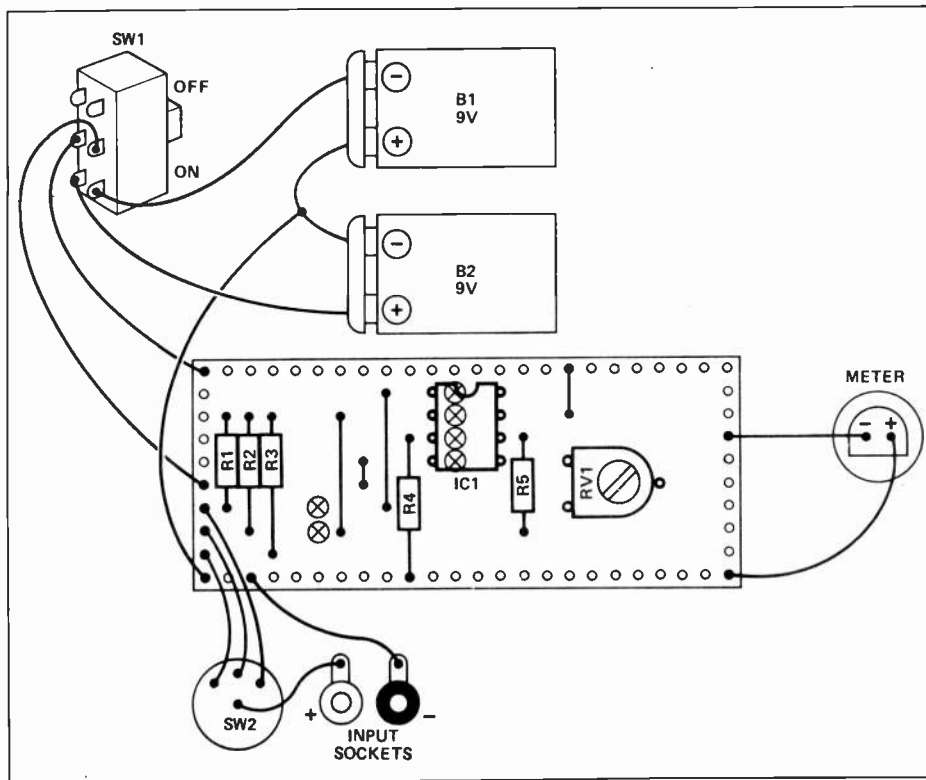 SW1
OFF
ON
−
B1
9V
+
−
B2
9V
+
METER
− +
R1
R2
R3
R4
IC1
R5
RV1
SW2
+
−
INPUT
SOCKETS